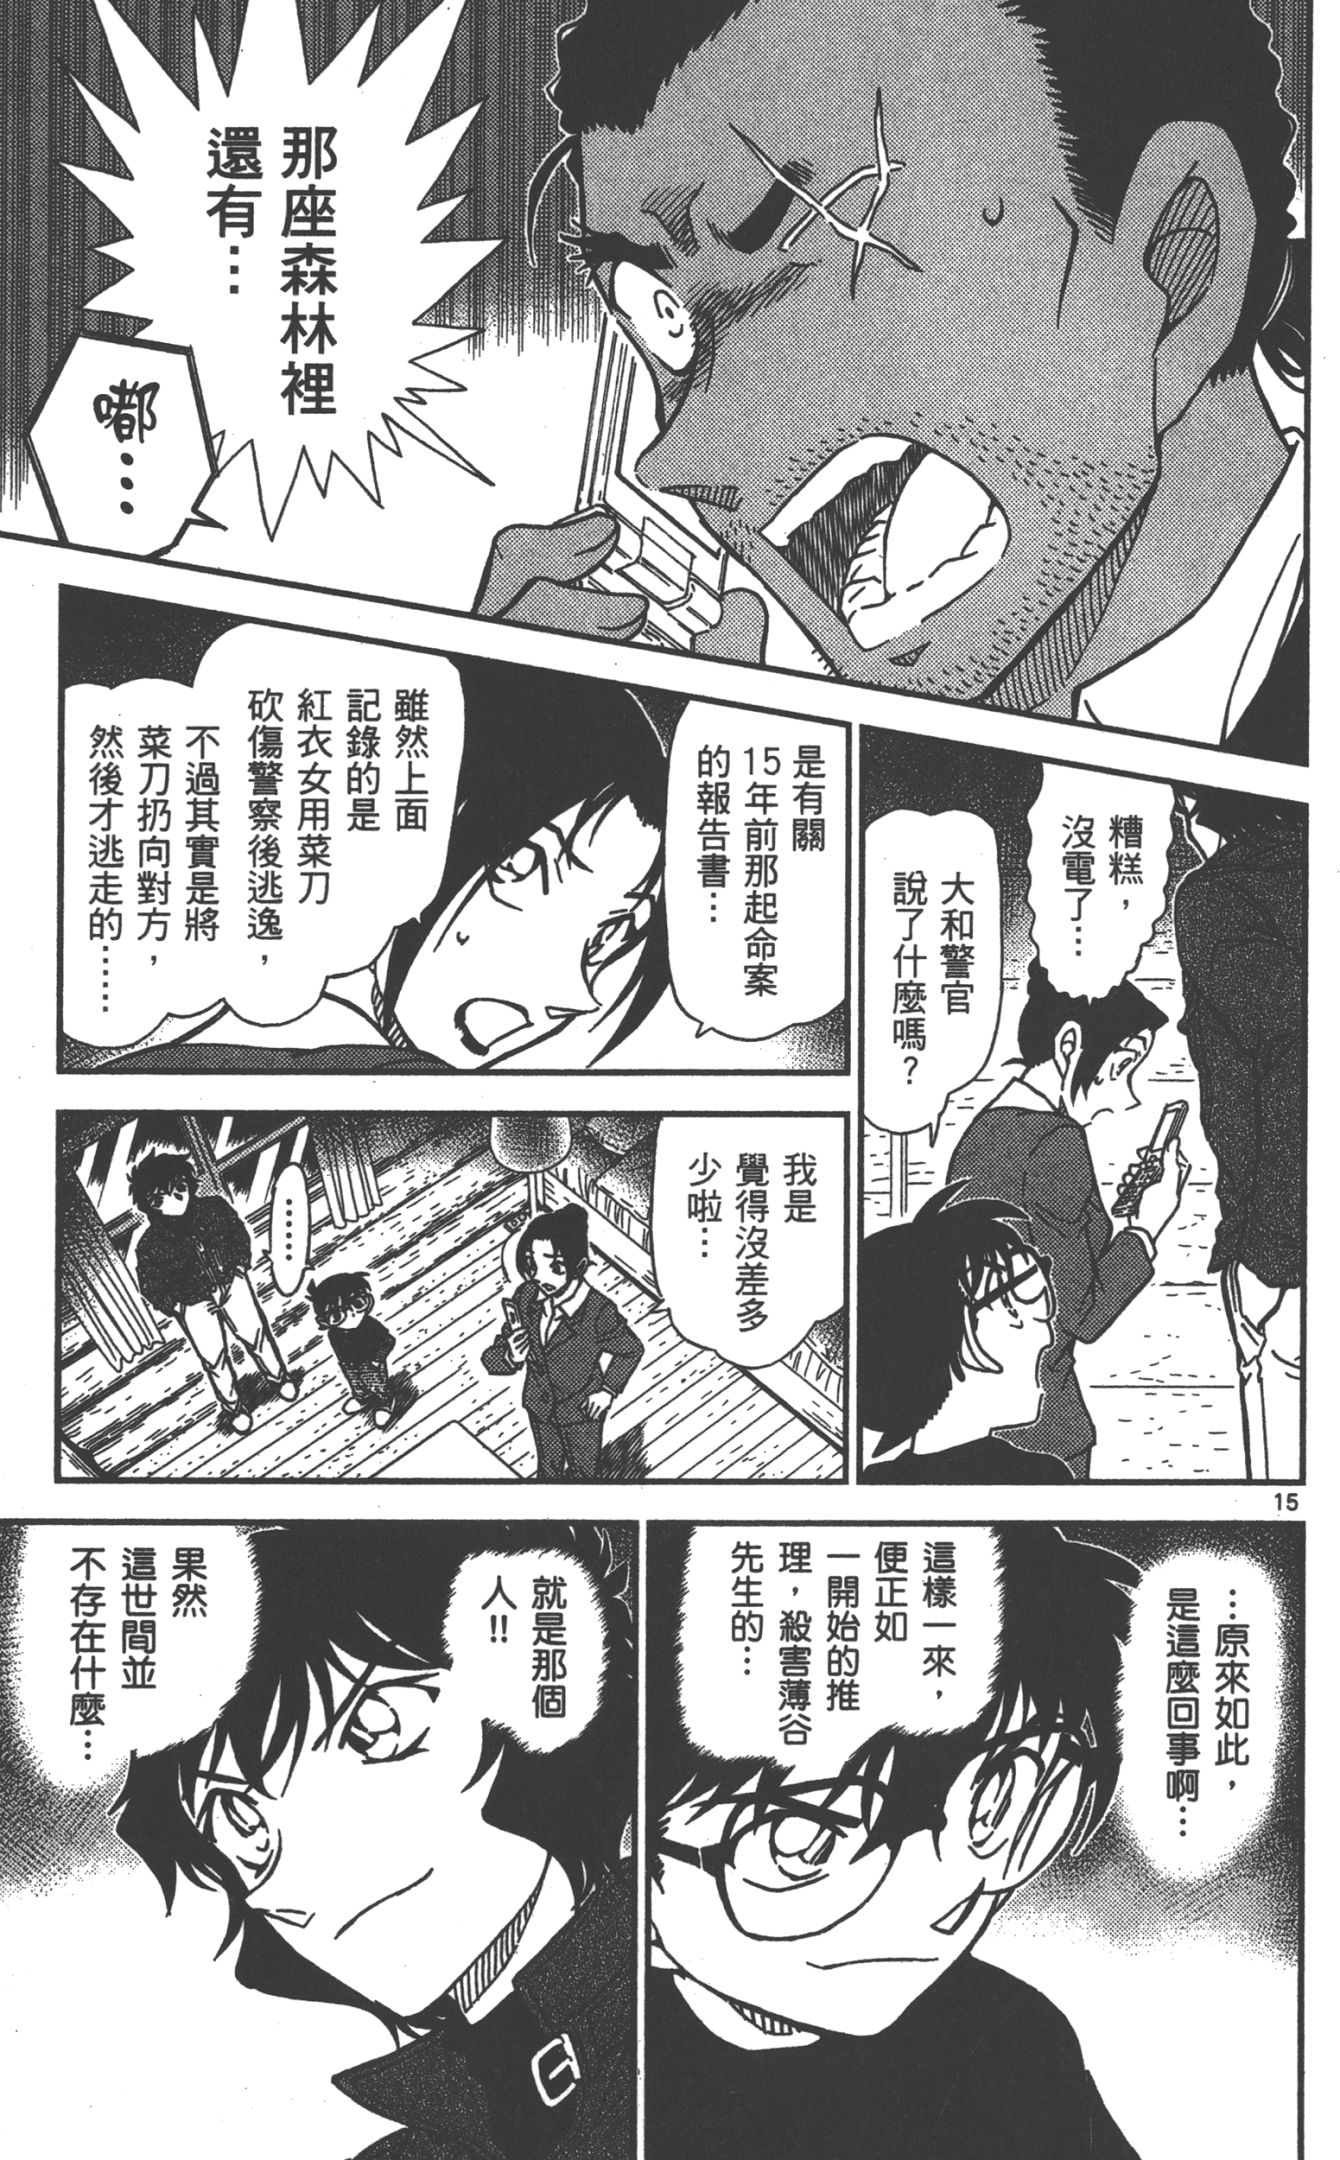 那座森林裡
還有…
嘟…
糟糕，
沒電了…
大和警官
說了什麼嗎？
是有關
15年前那起命案
的報告書…
雖然上面
記錄的是
紅衣女用菜刀
砍傷警察後逃逸，
不過其實是將
菜刀扔向對方，
然後才逃走的……
我是
覺得沒差多
少啦…
……
15
…原來如此，
是這麼回事啊…
這樣一來，
便正如
一開始的推
理，殺害薄谷
先生的…
就是那個
人!!
果然
這世間並
不存在什麼…